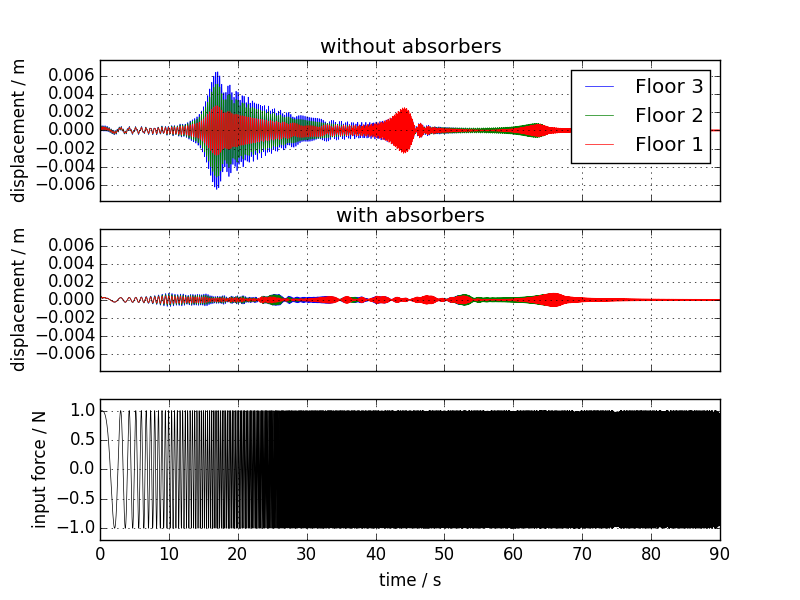 without absorbers
displacement / m
0.006
0.004
0.002
0.000
−0.002
−0.004
−0.006
Floor 3
Floor 2
Floor 1
with absorbers
displacement / m
0.006
0.004
0.002
0.000
−0.002
−0.004
−0.006
input force / N
1.0
0.5
0.0
−0.5
−1.0
0 10 20 30 40 50 60 70 80 90
time / s